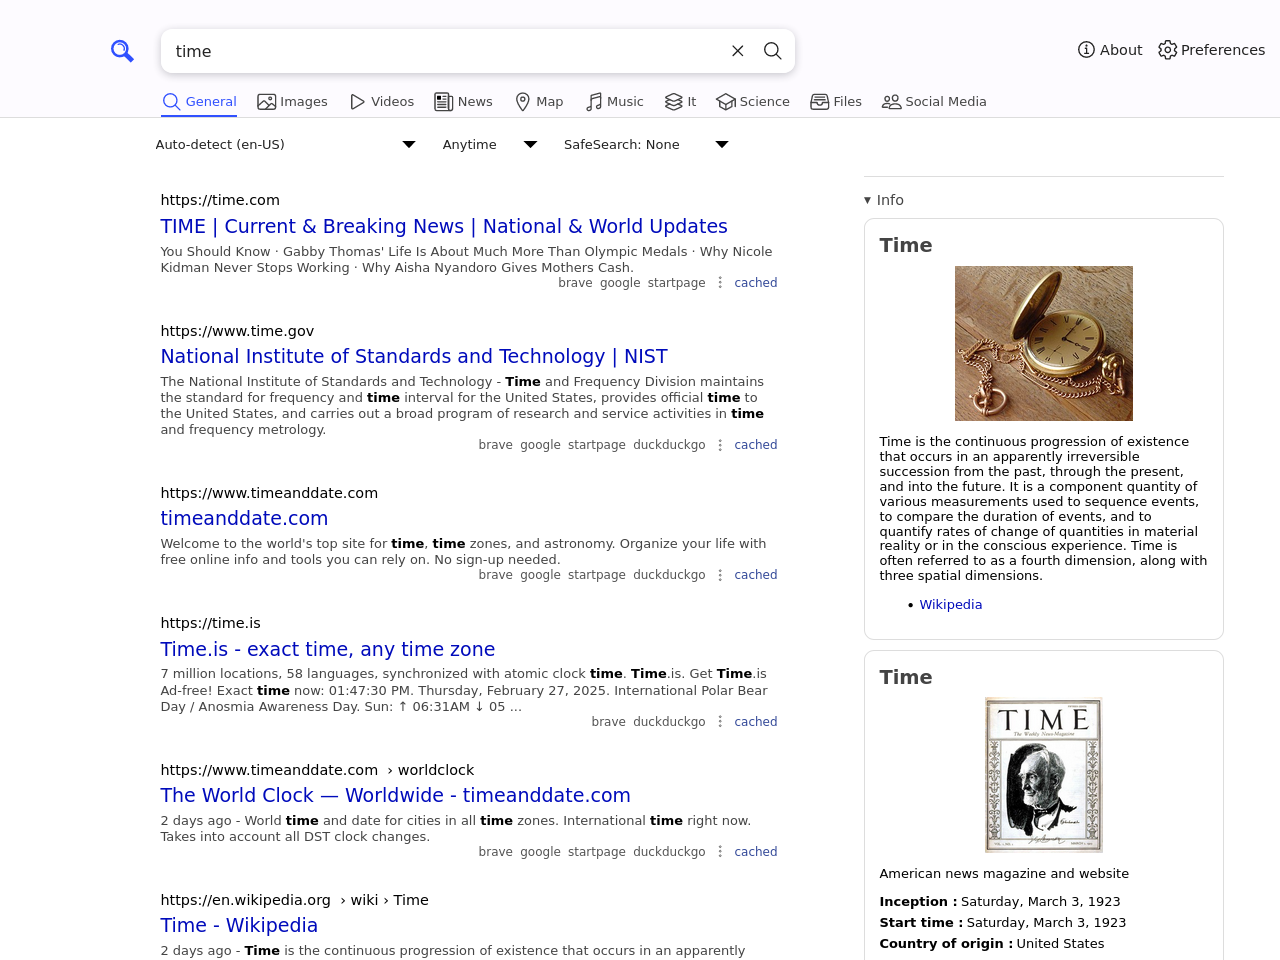 time
About
Preferences
General
Images
Videos
News
Map
Music
It
Science
Files
Social Media
Auto-detect (en-US)
Anytime
SafeSearch: None
https://time.com
TIME | Current & Breaking News | National & World Updates
You Should Know · Gabby Thomas' Life Is About Much More Than Olympic Medals · Why Nicole
Kidman Never Stops Working · Why Aisha Nyandoro Gives Mothers Cash.
brave google startpage cached
https://www.time.gov
National Institute of Standards and Technology | NIST
The National Institute of Standards and Technology - Time and Frequency Division maintains
the standard for frequency and time interval for the United States, provides official time to
the United States, and carries out a broad program of research and service activities in time
and frequency metrology.
brave google startpage duckduckgo cached
https://www.timeanddate.com
timeanddate.com
Welcome to the world's top site for time, time zones, and astronomy. Organize your life with
free online info and tools you can rely on. No sign-up needed.
brave google startpage duckduckgo cached
https://time.is
Time.is - exact time, any time zone
7 million locations, 58 languages, synchronized with atomic clock time. Time.is. Get Time.is
Ad-free! Exact time now: 01:47:30 PM. Thursday, February 27, 2025. International Polar Bear
Day / Anosmia Awareness Day. Sun: ↑ 06:31AM ↓ 05 ...
brave duckduckgo cached
https://www.timeanddate.com › worldclock
The World Clock — Worldwide - timeanddate.com
2 days ago - World time and date for cities in all time zones. International time right now.
Takes into account all DST clock changes.
brave google startpage duckduckgo cached
https://en.wikipedia.org › wiki › Time
Time - Wikipedia
2 days ago - Time is the continuous progression of existence that occurs in an apparently
▾ Info
Time
Time is the continuous progression of existence
that occurs in an apparently irreversible
succession from the past, through the present,
and into the future. It is a component quantity of
various measurements used to sequence events,
to compare the duration of events, and to
quantify rates of change of quantities in material
reality or in the conscious experience. Time is
often referred to as a fourth dimension, along with
three spatial dimensions.
• Wikipedia
Time
TIME
The Weekly News-Magazine
American news magazine and website
Inception : Saturday, March 3, 1923
Start time : Saturday, March 3, 1923
Country of origin : United States